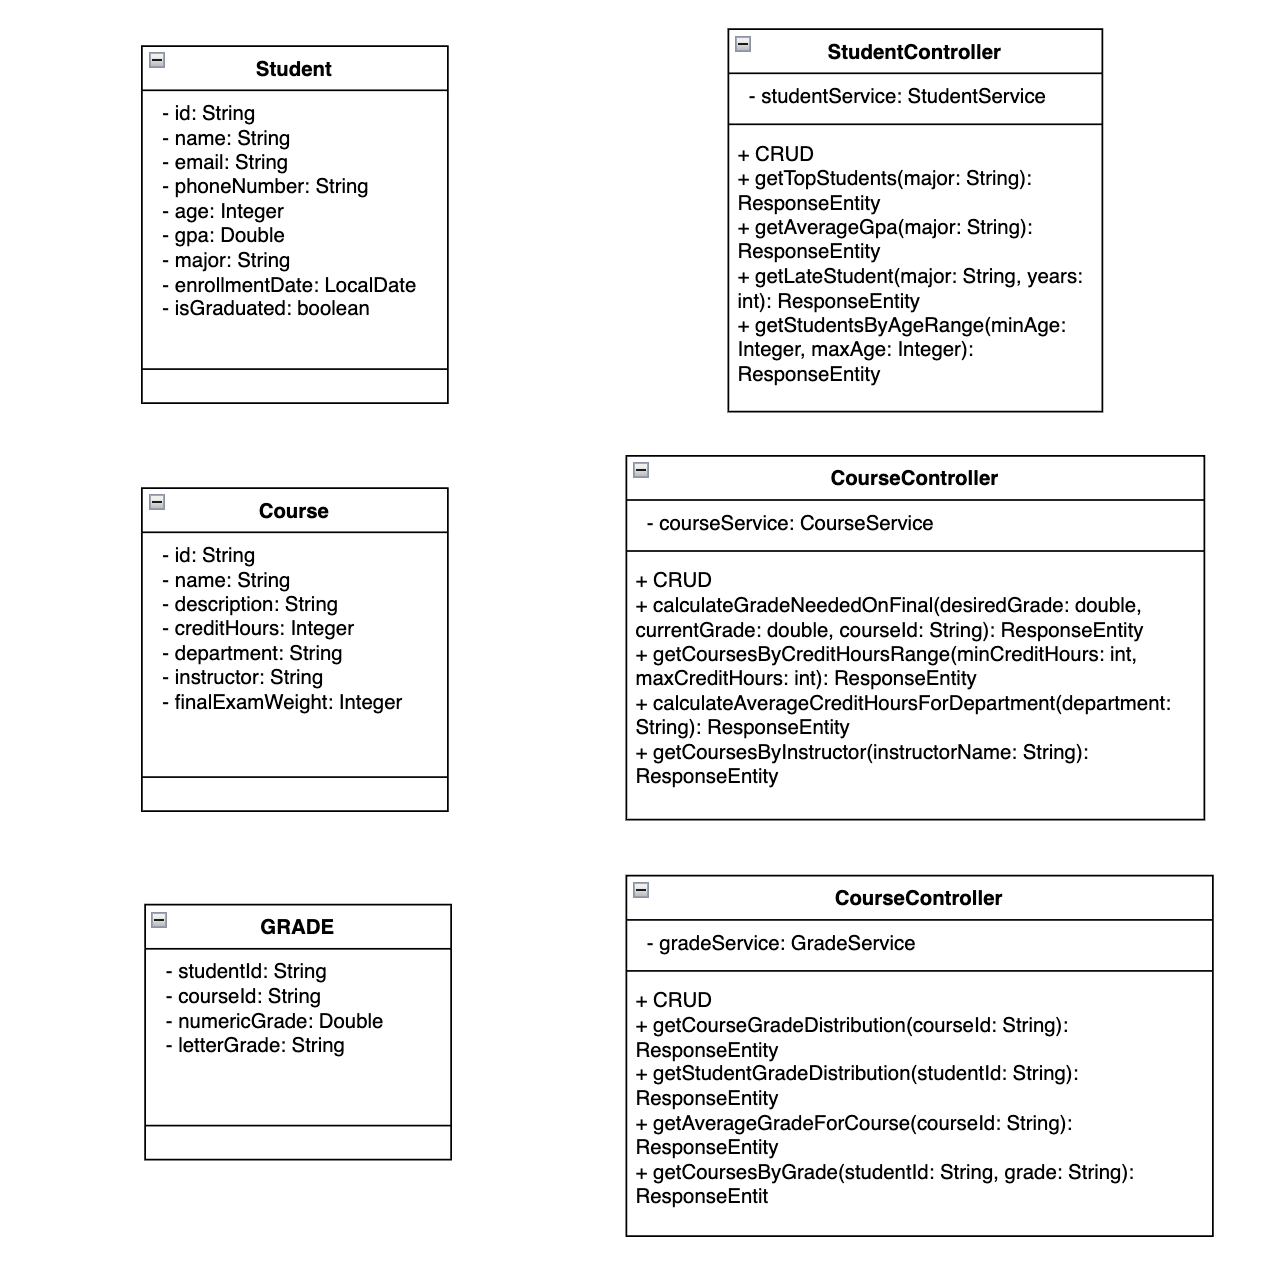 Student
- id: String
- name: String
- email: String
- phoneNumber: String
- age: Integer
- gpa: Double
- major: String
- enrollmentDate: LocalDate
- isGraduated: boolean
StudentController
- studentService: StudentService
+ CRUD
+ getTopStudents(major: String):
ResponseEntity
+ getAverageGpa(major: String):
ResponseEntity
+ getLateStudent(major: String, years:
int): ResponseEntity
+ getStudentsByAgeRange(minAge:
Integer, maxAge: Integer):
ResponseEntity
Course
- id: String
- name: String
- description: String
- creditHours: Integer
- department: String
- instructor: String
- finalExamWeight: Integer
CourseController
- courseService: CourseService
+ CRUD
+ calculateGradeNeededOnFinal(desiredGrade: double,
currentGrade: double, courseId: String): ResponseEntity
+ getCoursesByCreditHoursRange(minCreditHours: int,
maxCreditHours: int): ResponseEntity
+ calculateAverageCreditHoursForDepartment(department:
String): ResponseEntity
+ getCoursesByInstructor(instructorName: String):
ResponseEntity
GRADE
- studentId: String
- courseId: String
- numericGrade: Double
- letterGrade: String
CourseController
- gradeService: GradeService
+ CRUD
+ getCourseGradeDistribution(courseId: String):
ResponseEntity
+ getStudentGradeDistribution(studentId: String):
ResponseEntity
+ getAverageGradeForCourse(courseId: String):
ResponseEntity
+ getCoursesByGrade(studentId: String, grade: String):
ResponseEntit